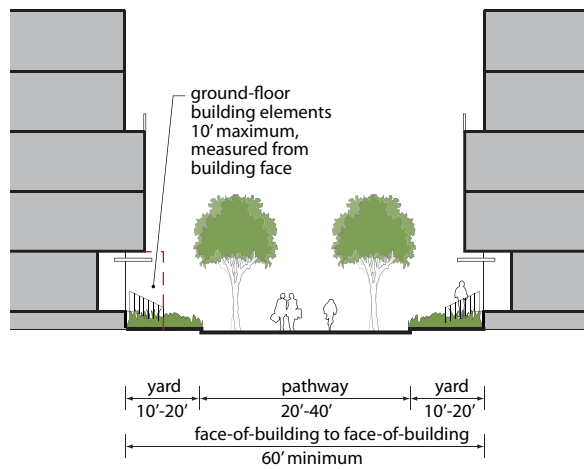 ground-floor
building elements
10’ maximum,
measured from
building face
yard pathway yard
10’-20’ 20’-40’ 10’-20’
face-of-building to face-of-building
60’ minimum